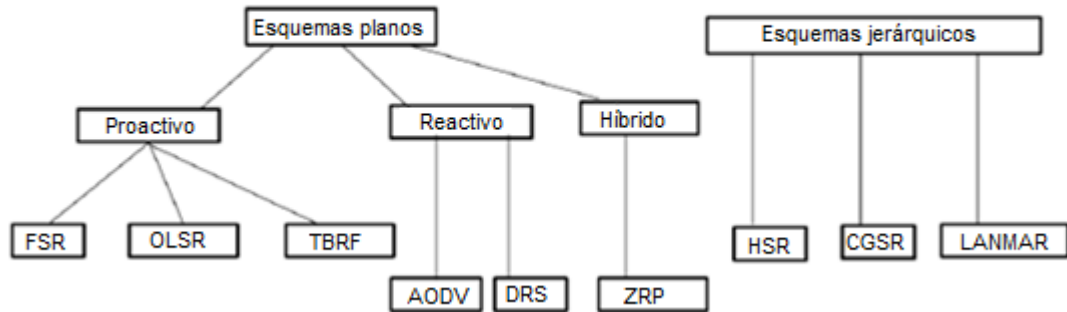 Esquemas planos
Esquemas jerárquicos
Proactivo
Reactivo
Híbrido
FSR
OLSR
TBRF
HSR
CGSR
LANMAR
AODV
DRS
ZRP